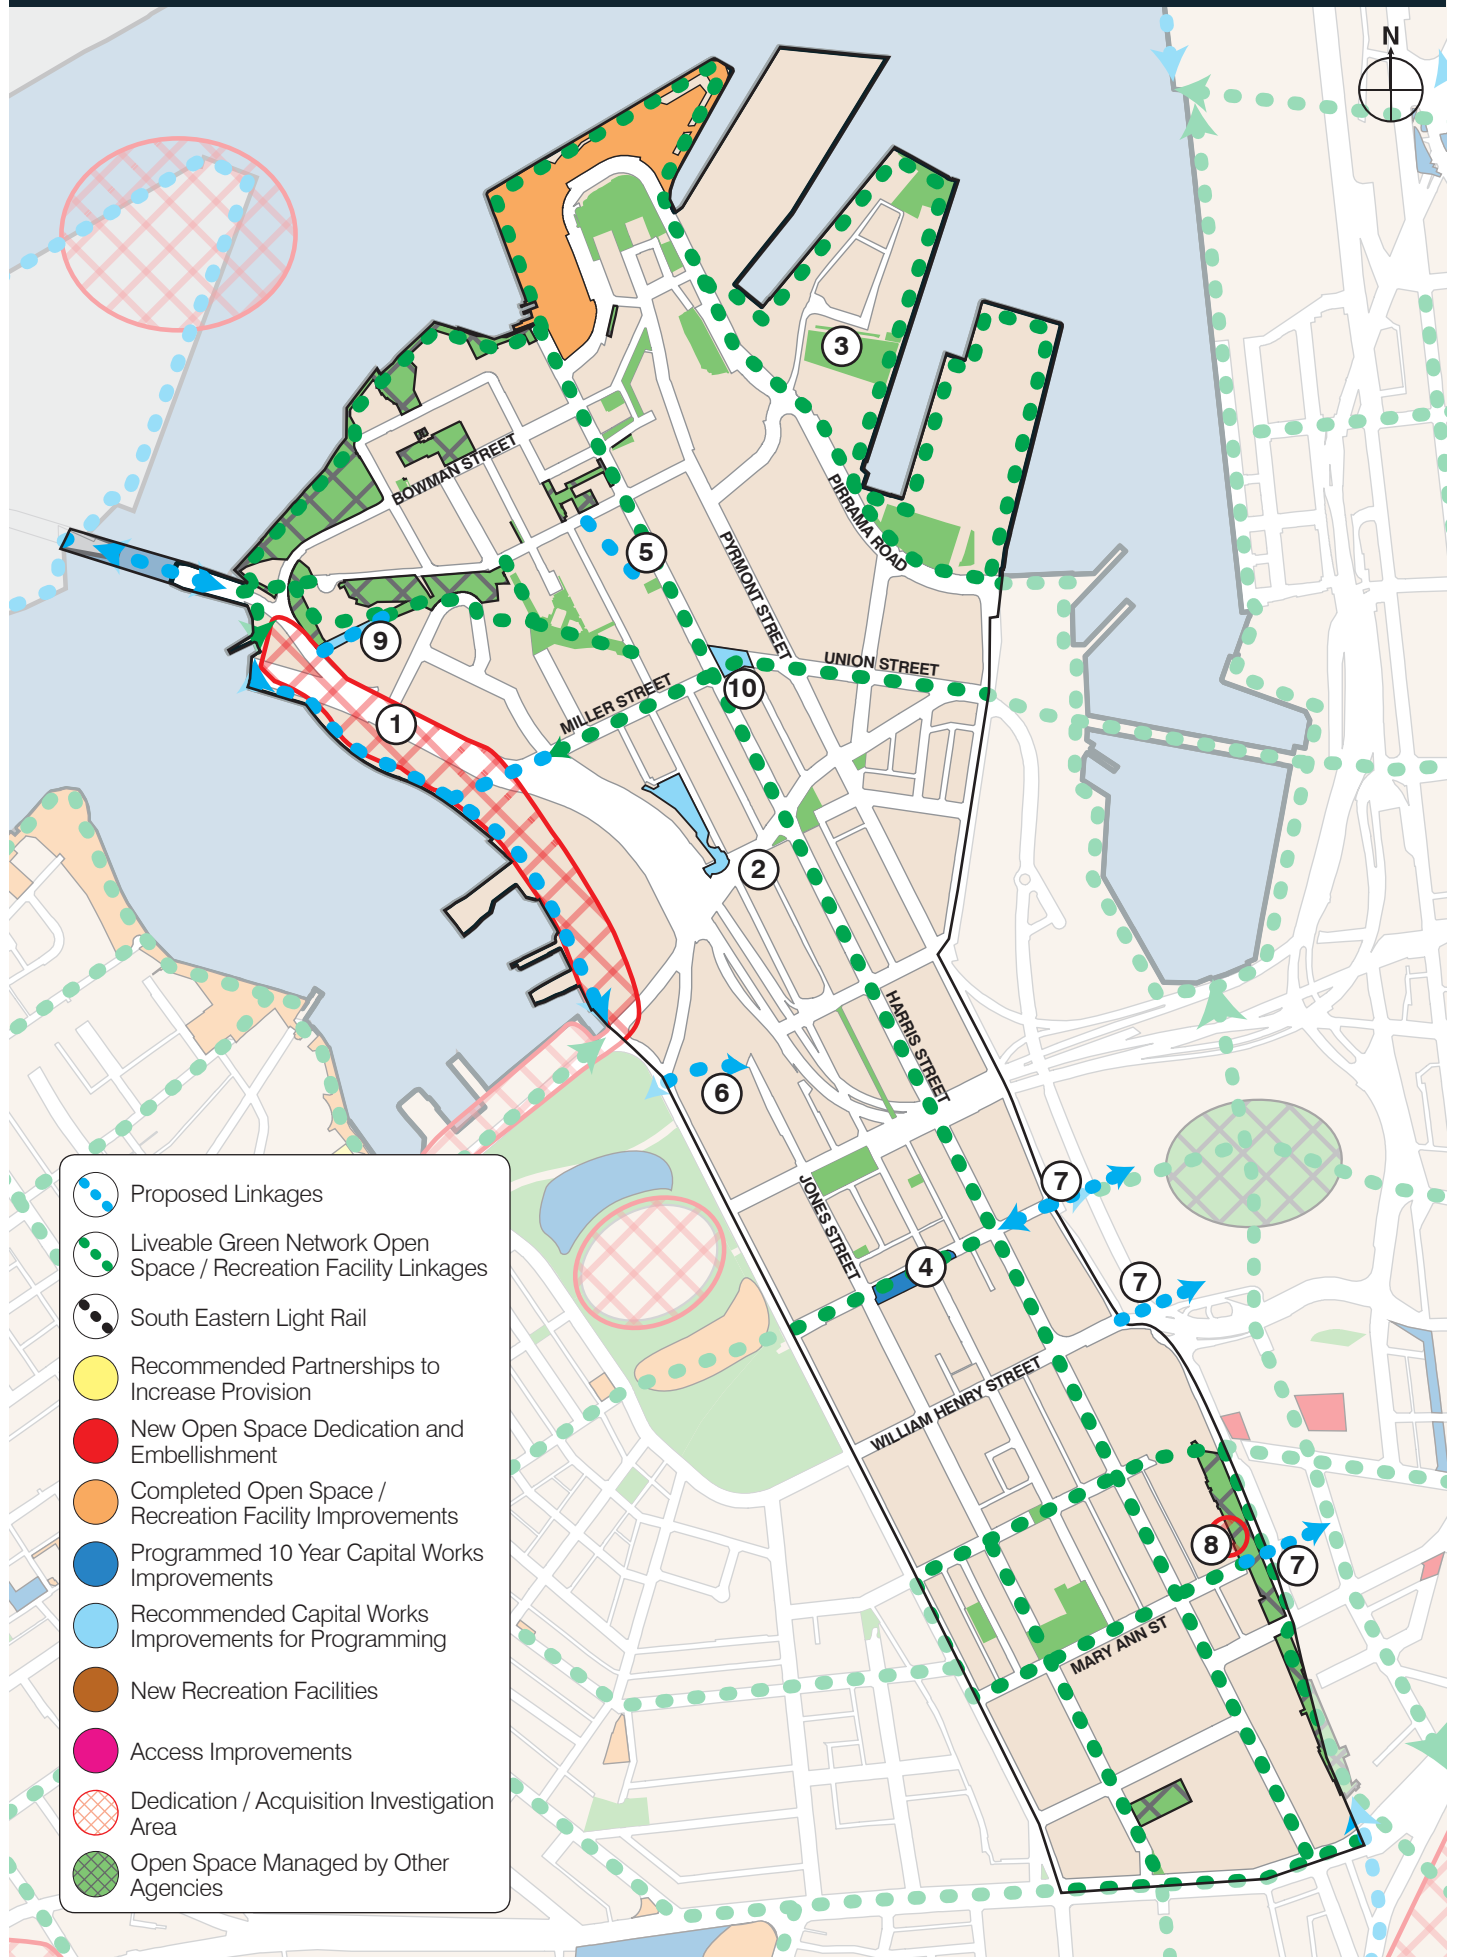 N
3
BOWMAN STREET
PIRRAMA ROAD
5
PYRMONT STREET
9
UNION STREET
10
MILLER STREET
1
2
HARRIS STREET
6
7
JONES STREET
4
7
WILLIAM HENRY STREET
8
7
MARY ANN ST
Proposed Linkages
Liveable Green Network Open
Space / Recreation Facility Linkages
South Eastern Light Rail
Recommended Partnerships to
Increase Provision
New Open Space Dedication and
Embellishment
Completed Open Space /
Recreation Facility Improvements
Programmed 10 Year Capital Works
Improvements
Recommended Capital Works
Improvements for Programming
New Recreation Facilities
Access Improvements
Dedication / Acquisition Investigation
Area
Open Space Managed by Other
Agencies